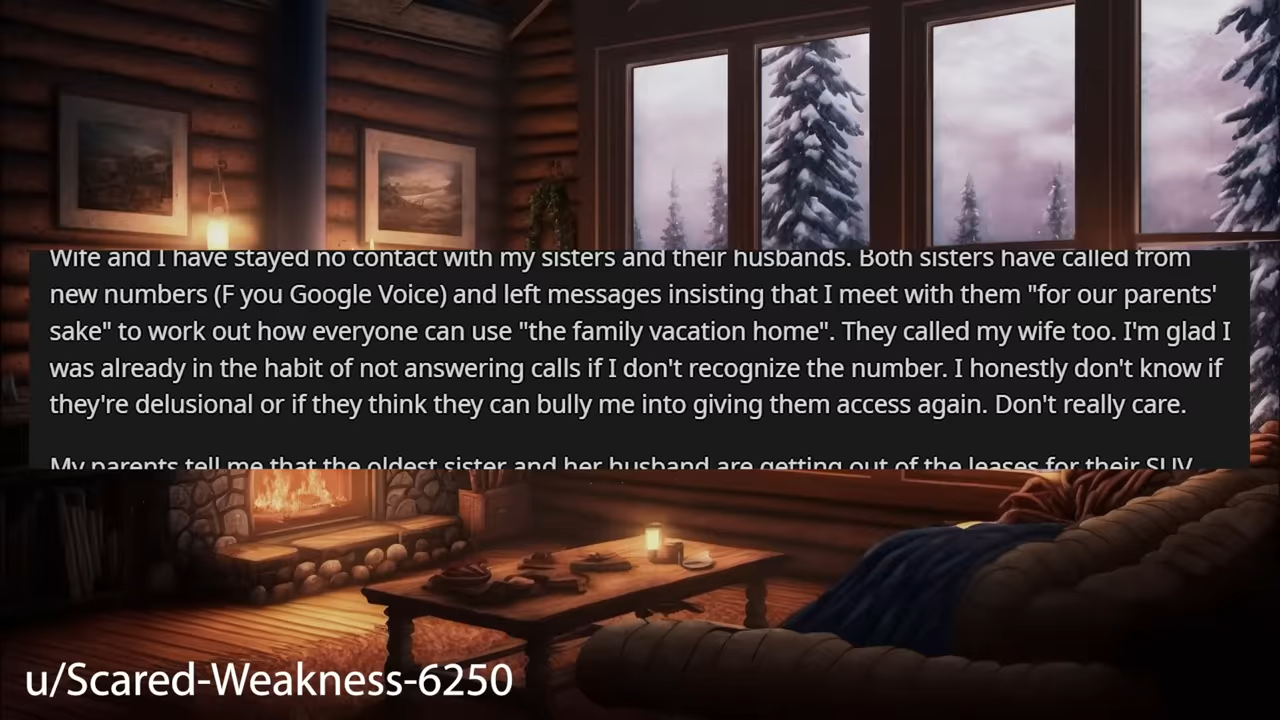 Wife and I have stayed no contact with my sisters and their husbands. Both sisters have called from
new numbers (F you Google Voice) and left messages insisting that I meet with them "for our parents'
sake" to work out how everyone can use "the family vacation home". They called my wife too. I'm glad I
was already in the habit of not answering calls if I don't recognize the number. I honestly don't know if
they're delusional or if they think they can bully me into giving them access again. Don't really care.
My parents tell me that the oldest sister and her husband are getting out of the leases for their SUV
u/Scared-Weakness-6250